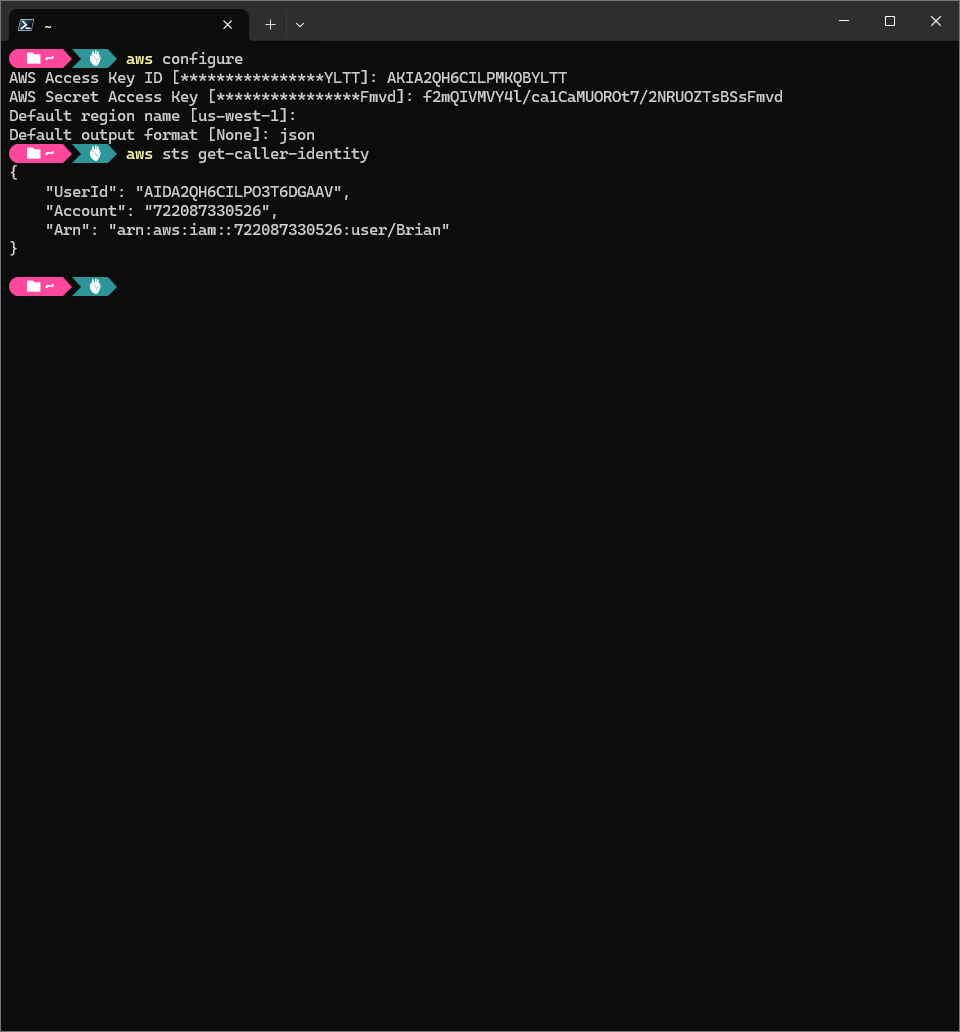 ~
~ aws configure
AWS Access Key ID [****************YLTT]: AKIA2QH6CILPMKQBYLTT
AWS Secret Access Key [****************Fmvd]: 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
Default region name [us-west-1]:
Default output format [None]: json
~ aws sts get-caller-identity
{
    "UserId": "AIDA2QH6CILPO3T6DGAAV",
    "Account": "722087330526",
    "Arn": "arn:aws:iam::722087330526:user/Brian"
}
~